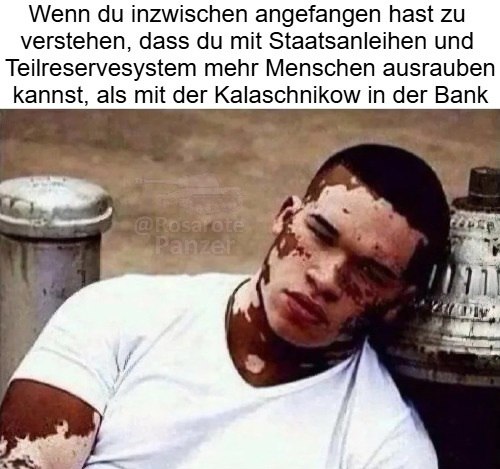 Wenn du inzwischen angefangen hast zu
verstehen, dass du mit Staatsanleihen und
Teilreservesystem mehr Menschen ausrauben
kannst, als mit der Kalaschnikow in der Bank
@Rosarote
Panzer